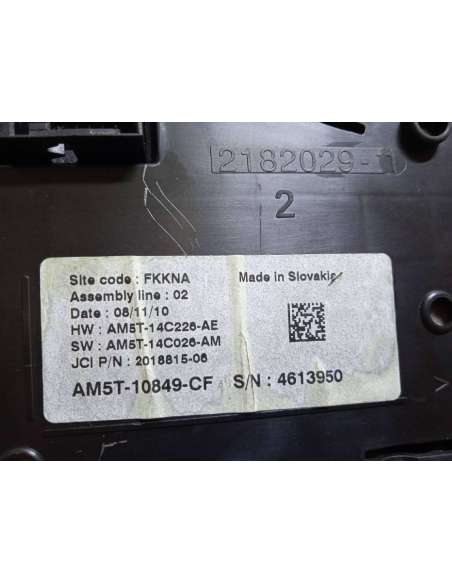 2182029-1
2
Site code : FKKNA
Made in Slovakia
Assembly line : 02
Date : 08/11/10
HW : AM5T-14C226-AE
SW : AM5T-14C026-AM
JCI P/N : 2018815-06
AM5T-10849-CF S/N : 4613950